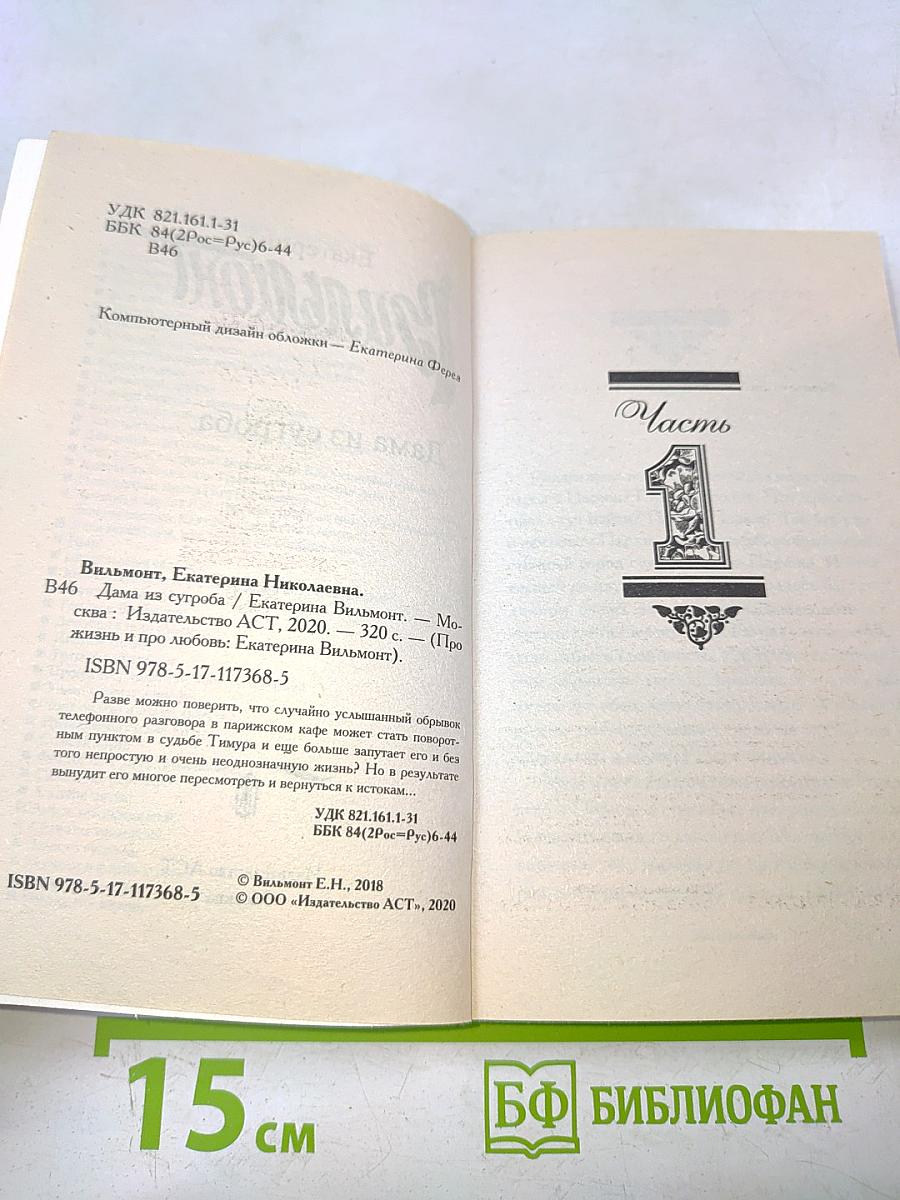 УДК 821.161.1-31
ББК 84(2Рос=Рус)6-44
В46
Компьютерный дизайн обложки — Екатерина Ферез
Вильмонт, Екатерина Николаевна.
В46 Дама из сугроба / Екатерина Вильмонт. — Мо-
сква : Издательство АСТ, 2020. — 320 с. — (Про
жизнь и про любовь: Екатерина Вильмонт).
ISBN 978-5-17-117368-5
Разве можно поверить, что случайно услышанный обрывок
телефонного разговора в парижском кафе может стать поворот-
ным пунктом в судьбе Тимура и еще больше запутает его и без
того непростую и очень неоднозначную жизнь? Но в результате
вынудит его многое пересмотреть и вернуться к истокам...
УДК 821.161.1-31
ББК 84(2Рос=Рус)6-44
ISBN 978-5-17-117368-5
© Вильмонт Е.Н., 2018
© ООО «Издательство АСТ», 2020
Часть
1
15 см
БФ БИБЛИОФАН